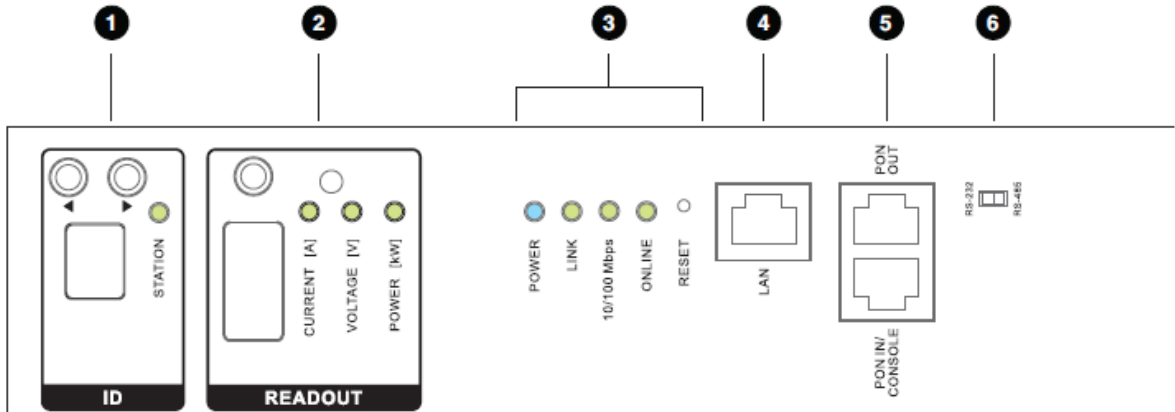 1
2
3
4
5
6
STATION
ID
CURRENT [A]
VOLTAGE [V]
POWER [kW]
READOUT
POWER
LINK
10/100 Mbps
ONLINE
RESET
LAN
PON
OUT
PON IN/
CONSOLE
RS-232
RS-485